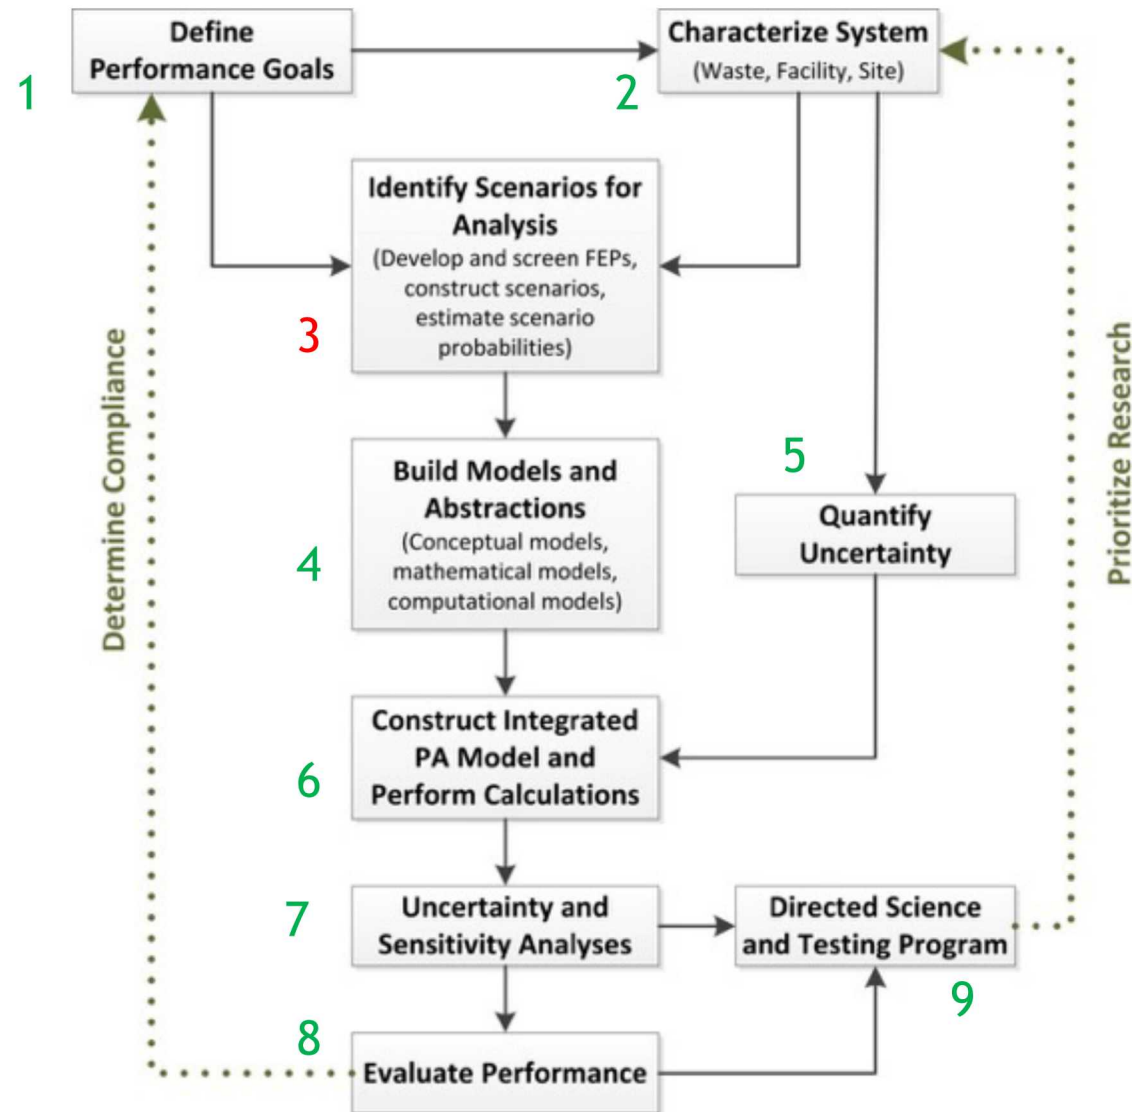 Define
Performance Goals
1
Characterize System
(Waste, Facility, Site)
2
Identify Scenarios for
Analysis
(Develop and screen FEPs,
construct scenarios,
estimate scenario
probabilities)
3
Build Models and
Abstractions
(Conceptual models,
mathematical models,
computational models)
4
5
Quantify
Uncertainty
Construct Integrated
PA Model and
Perform Calculations
6
Uncertainty and
Sensitivity Analyses
7
Directed Science
and Testing Program
9
8
Evaluate Performance
Determine Compliance
Prioritize Research